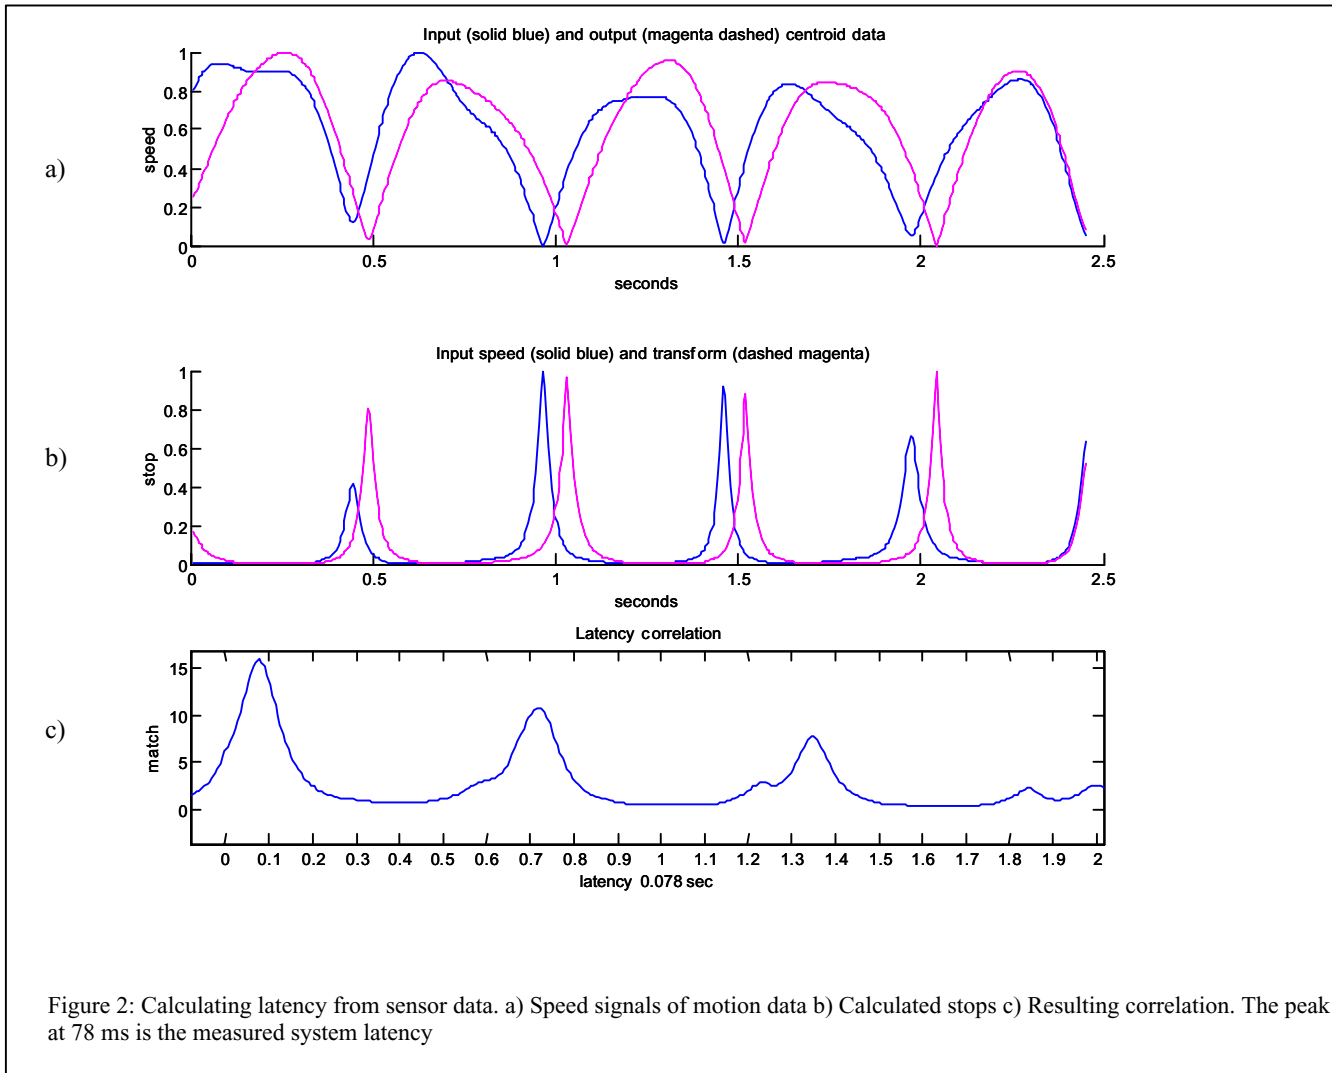 Input (solid blue) and output (magenta dashed) centroid data
1
0.8
0.6
0.4
0.2
0
speed
a)
0 0.5 1 1.5 2 2.5
seconds
Input speed (solid blue) and transform (dashed magenta)
1
0.8
0.6
0.4
0.2
0
stop
b)
0 0.5 1 1.5 2 2.5
seconds
Latency correlation
15
10
5
0
match
c)
0 0.1 0.2 0.3 0.4 0.5 0.6 0.7 0.8 0.9 1 1.1 1.2 1.3 1.4 1.5 1.6 1.7 1.8 1.9 2
latency 0.078 sec
Figure 2: Calculating latency from sensor data. a) Speed signals of motion data b) Calculated stops c) Resulting correlation. The peak
at 78 ms is the measured system latency